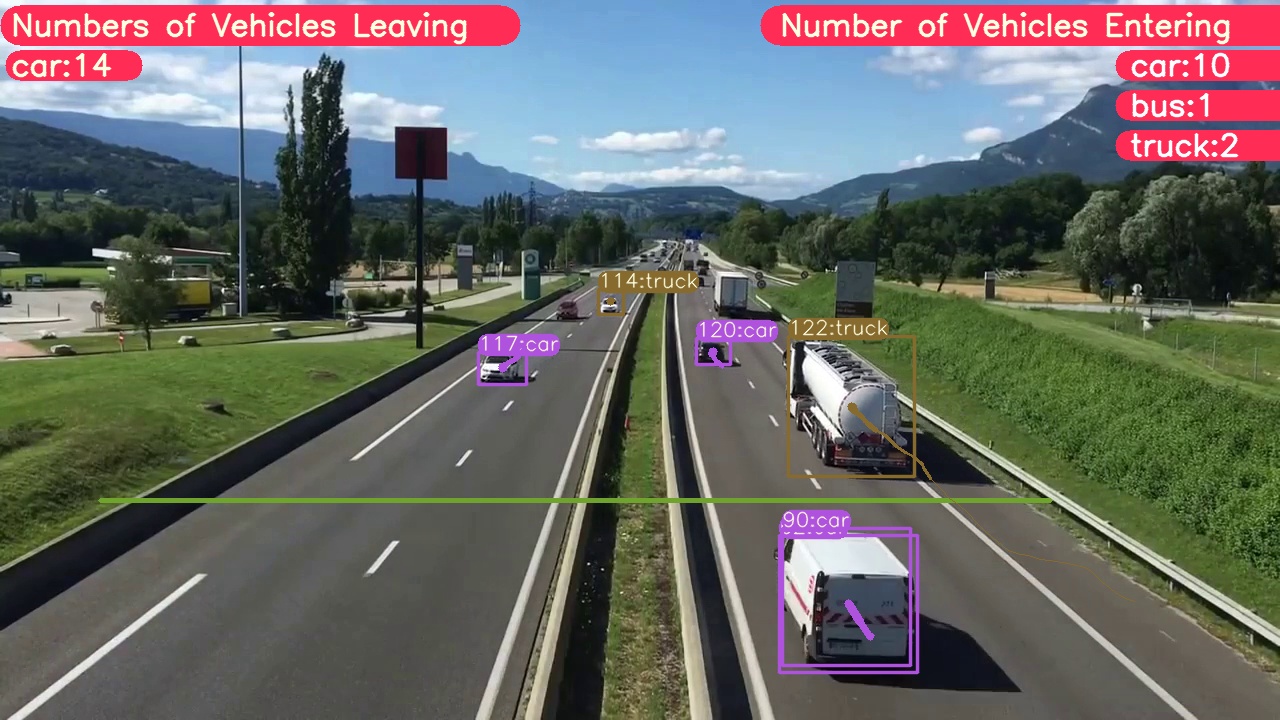 Numbers of Vehicles Leaving
car:14
Number of Vehicles Entering
car:10
bus:1
truck:2
114:truck
117:car
120:car
122:truck
90:car